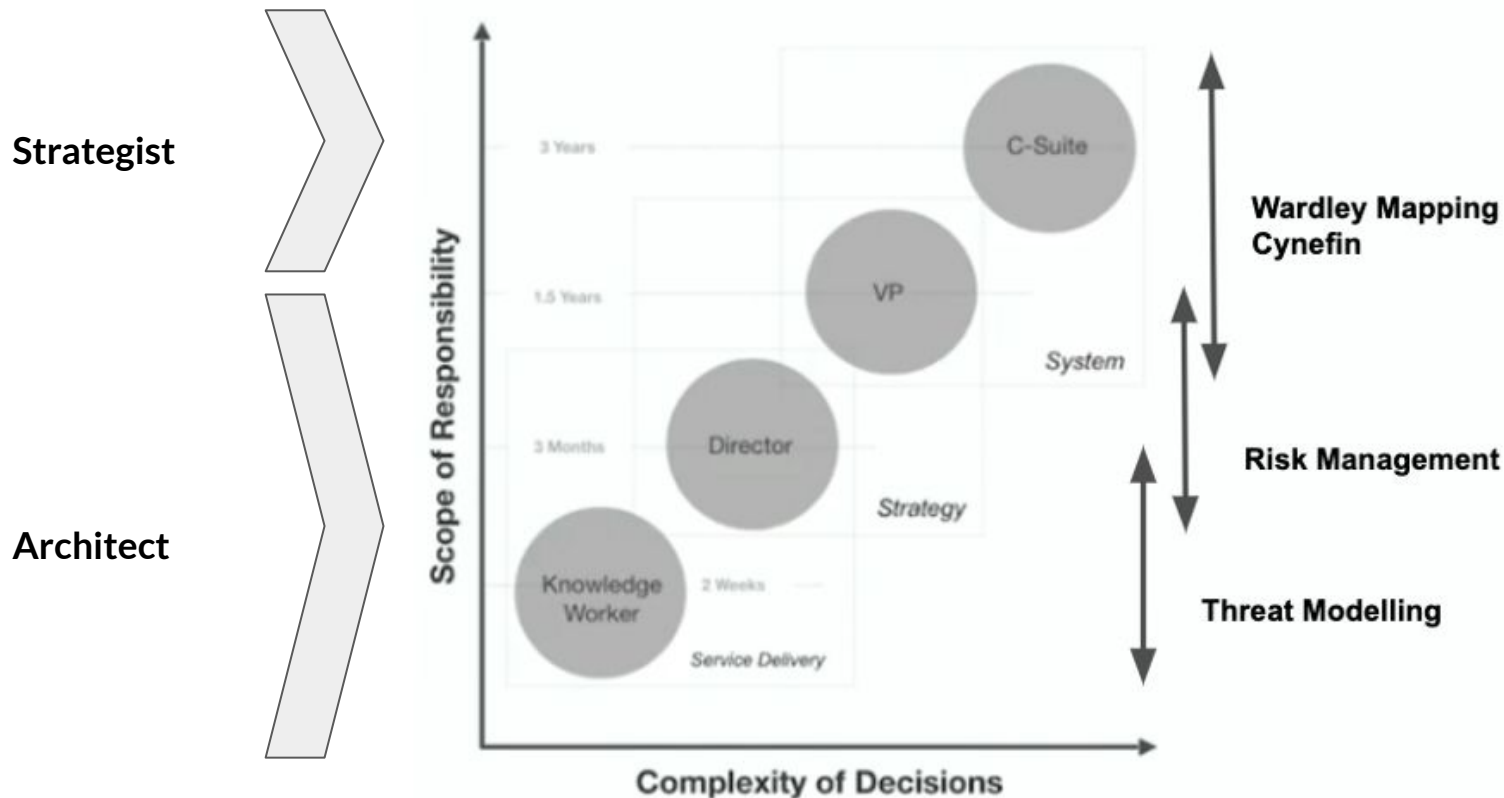 Strategist
Architect
Scope of Responsibility
3 Years
C-Suite
1.5 Years
VP
System
3 Months
Director
Strategy
Knowledge
Worker
2 Weeks
Service Delivery
Complexity of Decisions
Wardley Mapping
Cynefin
Risk Management
Threat Modelling